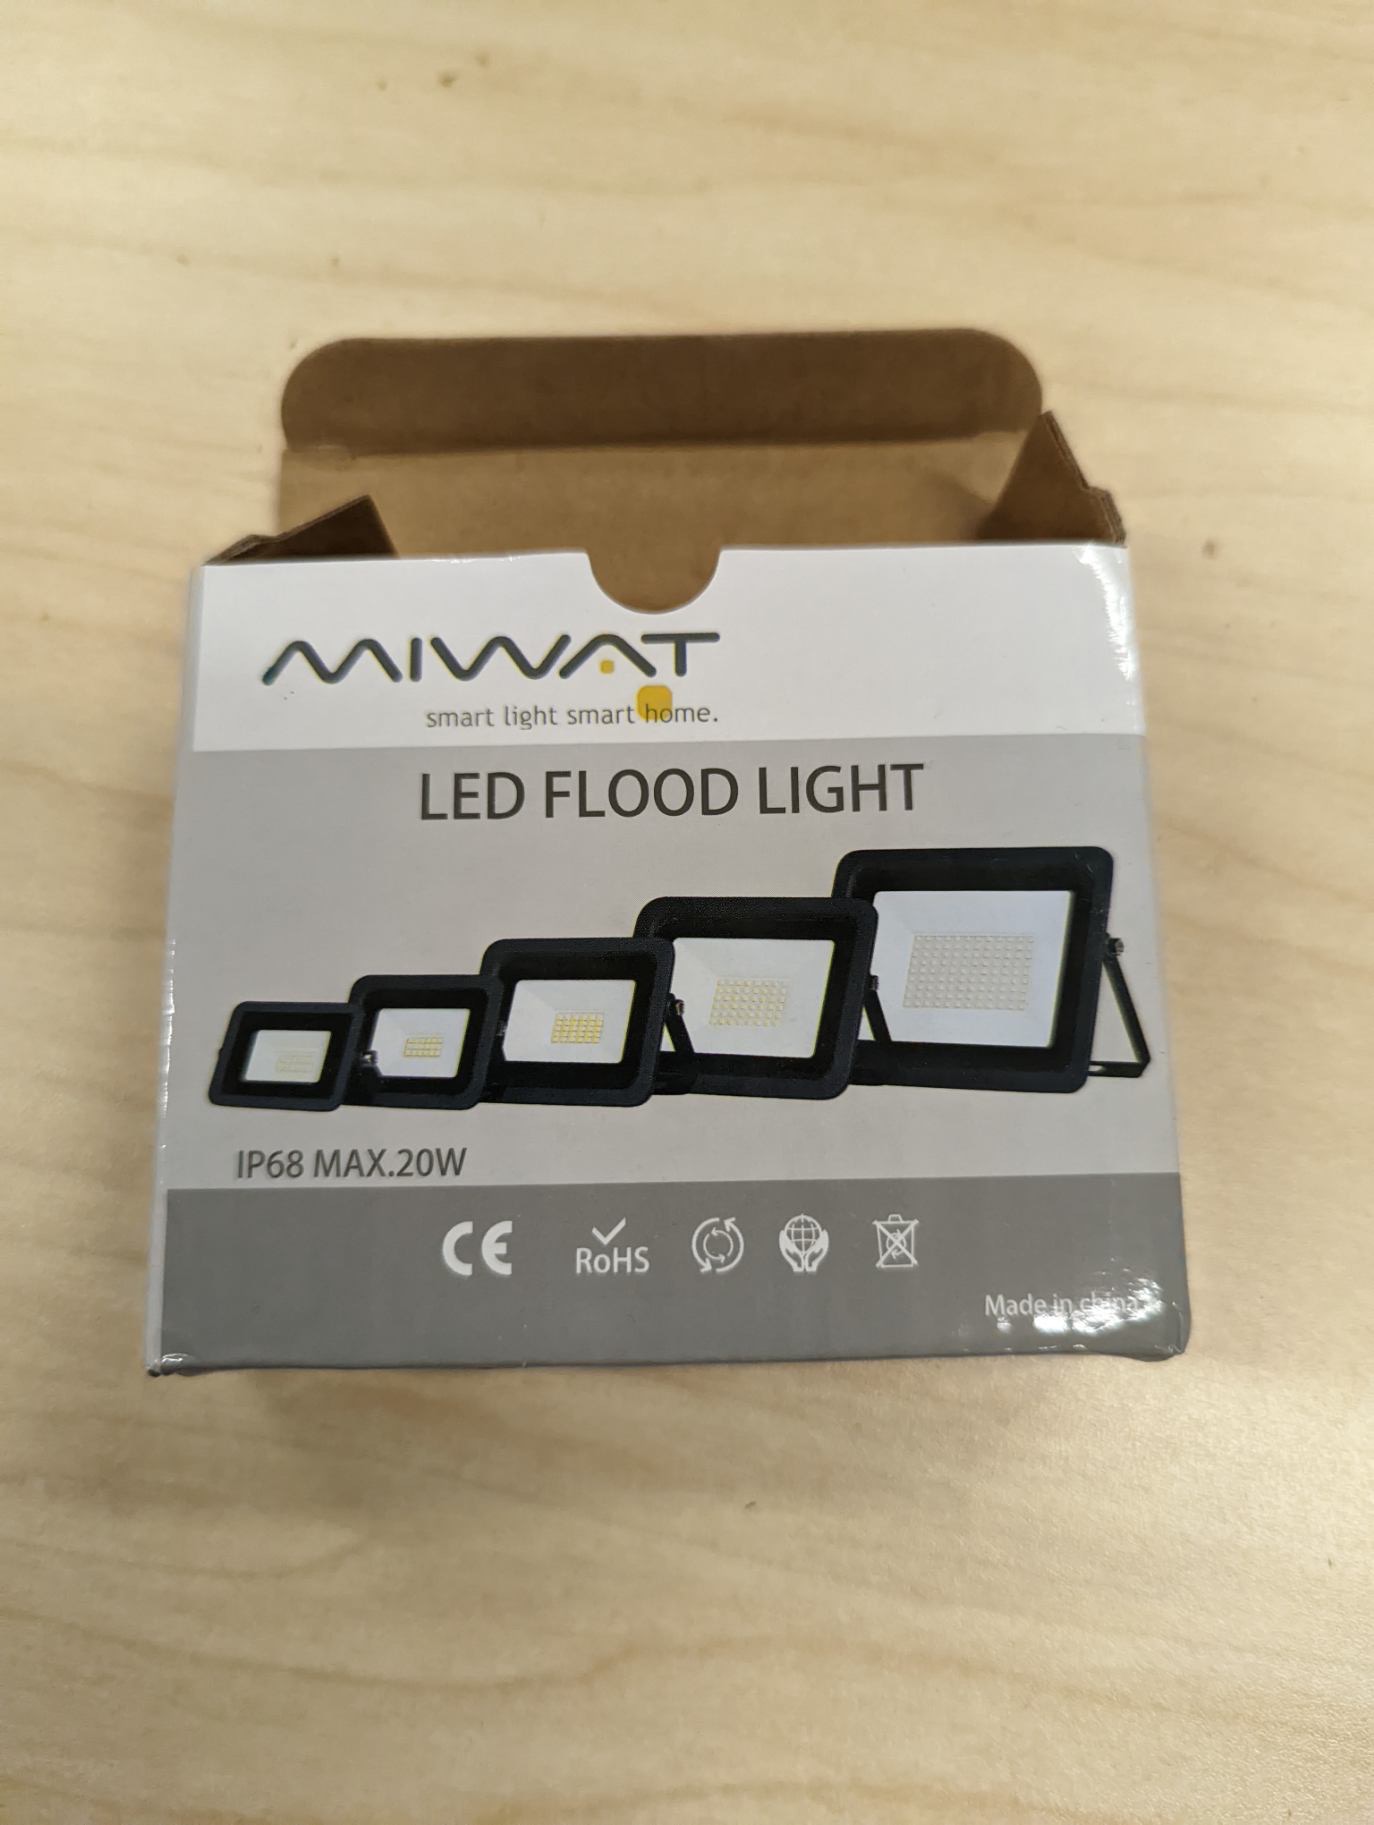 MIWAT
smart light smart home.
LED FLOOD LIGHT
IP68 MAX.20W
CE
RoHS
Made in china